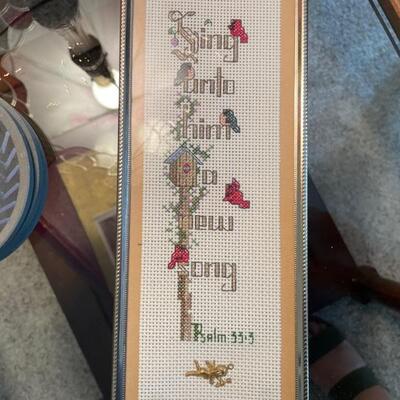 Sing
unto
him
a
new
song
Psalm:33:3